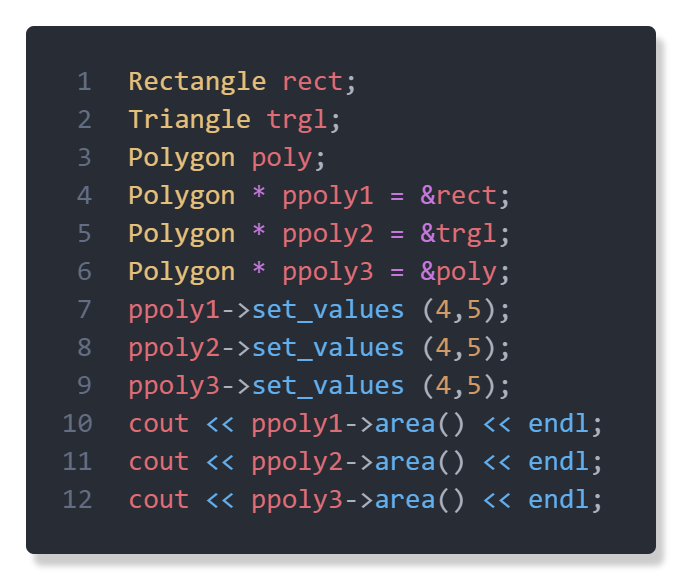 1 Rectangle rect;
2 Triangle trgl;
3 Polygon poly;
4 Polygon * ppoly1 = &rect;
5 Polygon * ppoly2 = &trgl;
6 Polygon * ppoly3 = &poly;
7 ppoly1->set_values (4,5);
8 ppoly2->set_values (4,5);
9 ppoly3->set_values (4,5);
10 cout << ppoly1->area() << endl;
11 cout << ppoly2->area() << endl;
12 cout << ppoly3->area() << endl;